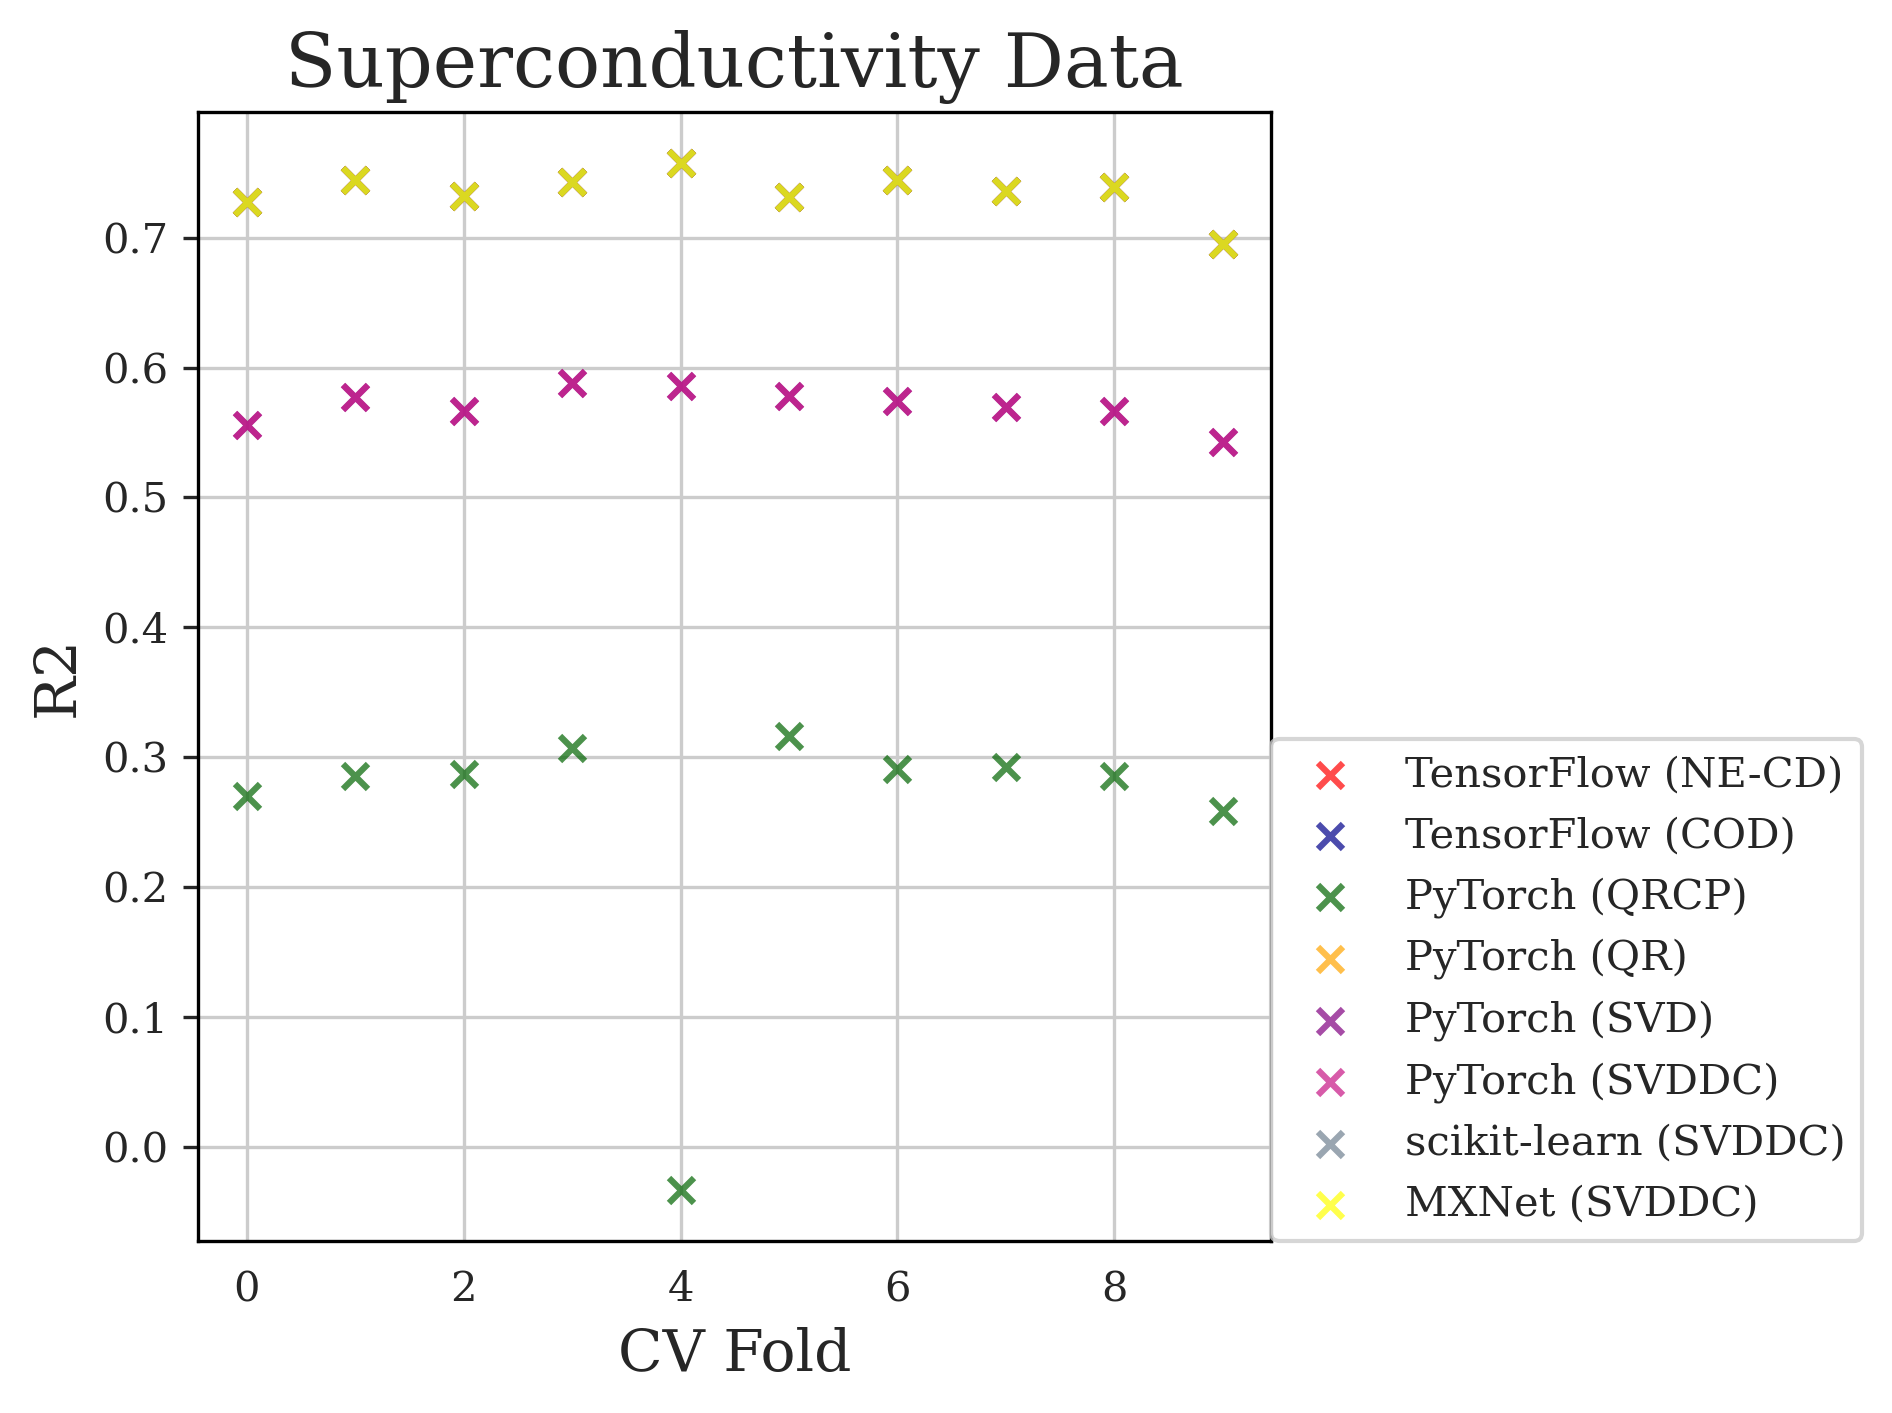 Superconductivity Data
R2
0.7
0.6
0.5
0.4
0.3
0.2
0.1
0.0
0 2 4 6 8
CV Fold
TensorFlow (NE-CD)
TensorFlow (COD)
PyTorch (QRCP)
PyTorch (QR)
PyTorch (SVD)
PyTorch (SVDDC)
scikit-learn (SVDDC)
MXNet (SVDDC)